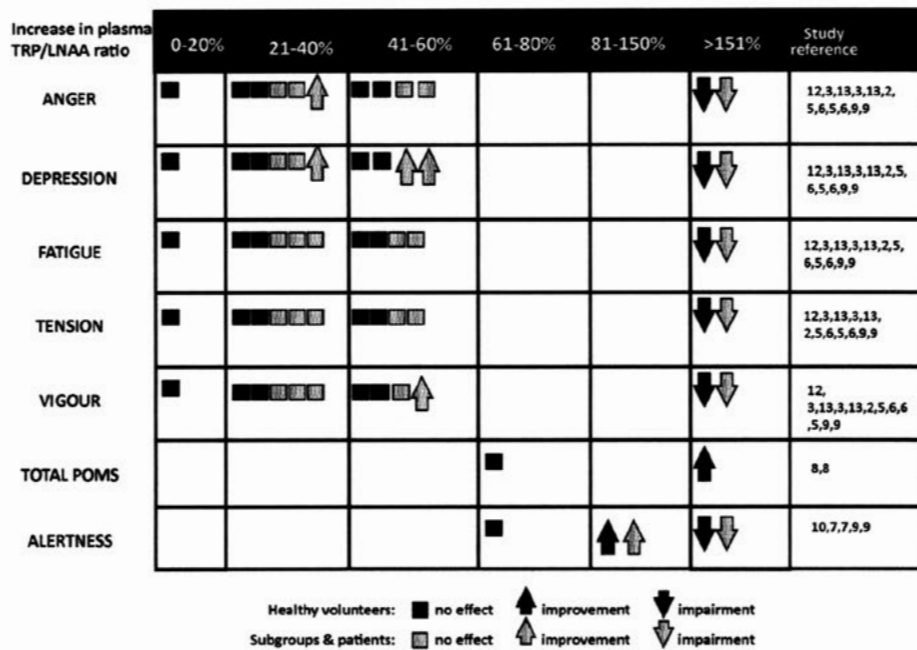 Increase in plasma
TRP/LNAA ratio
0-20%
21-40%
41-60%
61-80%
81-150%
>151%
Study
reference
ANGER
12,3,13,3,13,2
5,6,5,6,9,9
DEPRESSION
12,3,13,3,13,2,5
6,5,6,9,9
FATIGUE
12,3,13,3,13,2,5,
6,5,6,9,9
TENSION
12,3,13,3,13,
2,5,6,5,6,9,9
VIGOUR
12,
3,13,3,13,2,5,6,6
,5,9,9
TOTAL POMS
8,8
ALERTNESS
10,7,7,9,9
Healthy volunteers: no effect improvement impairment
Subgroups & patients: no effect improvement impairment